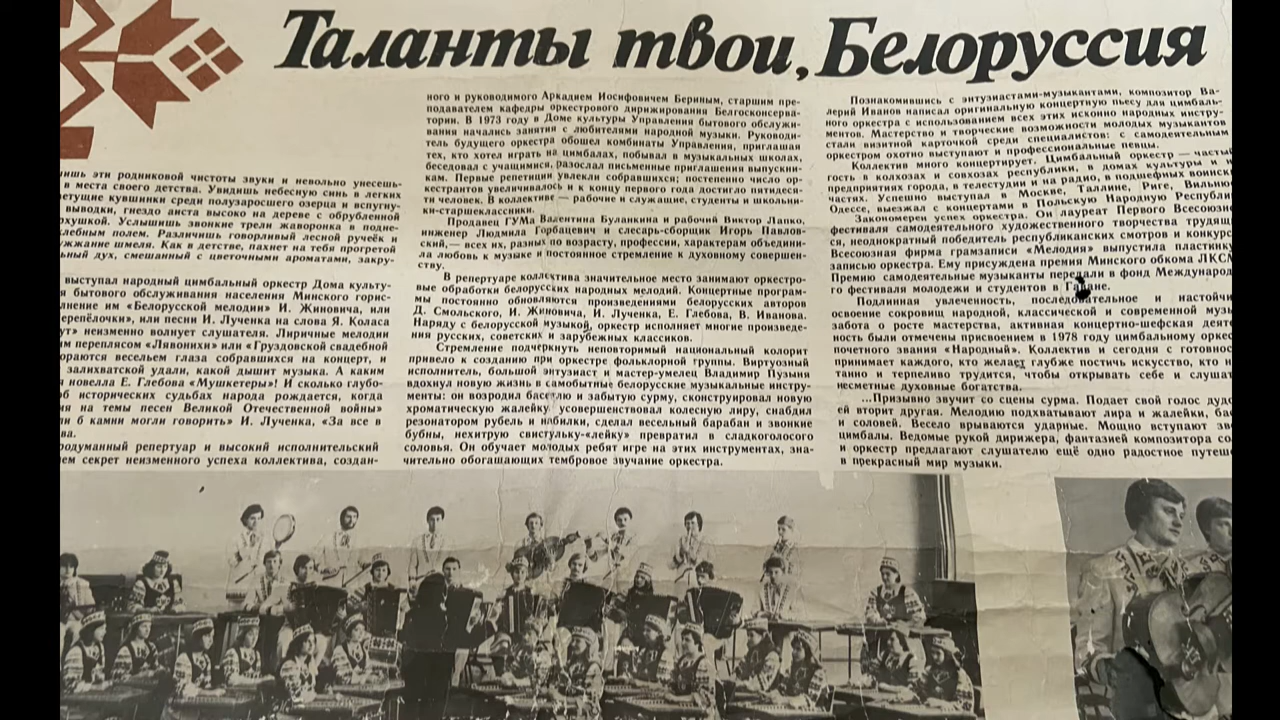 Таланты твои, Белоруссия
ишь эти родниковой чистоты звуки и невольно унесешь-
в места своего детства. Увидишь небесную синь в легких
етущие кувшинки среди полузаросшего озерца и вспугну-
выводки, гнездо аиста высоко на дереве с обрубленной
рхушкой. Услышишь звонкие трели жаворонка в подне-
лебным полем. Различишь говорливый лесной ручеёк и
ужжание шмеля. Как в детстве, пахнет на тебя прогретой
ный дух, смешанный с цветочными ароматами, закру-
выступал народный цимбальный оркестр Дома культу-
бытового обслуживания населения Минского горис-
лнение им «Белорусской мелодии» И. Жиновича, или
ерепёлочки», или песни И. Лученка на слова Я. Коласа
ут» неизменно волнует слушателя. Лиричные мелодии
м переплясом «Лявонихи» или «Груздовской свадебной
ораются весельем глаза собравшихся на концерт, и
залихватской удали, какой дышит музыка. А каким
новелла Е. Глебова «Мушкетеры»! И сколько глубо-
об исторических судьбах народа рождается, когда
ия на темы песен Великой Отечественной войны»
ли б камни могли говорить» И. Лученка, «За все в
ва.
родуманный репертуар и высокий исполнительский
ем секрет неизменного успеха коллектива, создан-
ного и руководимого Аркадием Иосифовичем Бериным, старшим пре-
подавателем кафедры оркестрового дирижирования Белгосконсерва-
тории. В 1973 году в Доме культуры Управления бытового обслужи-
вания начались занятия с любителями народной музыки. Руководи-
тель будущего оркестра обошел комбинаты Управления, приглашая
тех, кто хотел играть на цимбалах, побывал в музыкальных школах,
беседовал с учащимися, разослал письменные приглашения выпускни-
кам. Первые репетиции увлекли собравшихся; постепенно число ор-
кестрантов увеличивалось и к концу первого года достигло пятидеся-
ти человек. В коллективе — рабочие и служащие, студенты и школьни-
ки-старшеклассники.
Продавец ГУМа Валентина Буланкина и рабочий Виктор Лапко,
инженер Людмила Горбацевич и слесарь-сборщик Игорь Павлов-
ский,— всех их, разных по возрасту, профессии, характерам объедини-
ла любовь к музыке и постоянное стремление к духовному совершен-
ству.
В репертуаре коллектива значительное место занимают оркестро-
вые обработки белорусских народных мелодий. Концертные програм-
мы постоянно обновляются произведениями белорусских авторов
Д. Смольского, И. Жиновича, И. Лученка, Е. Глебова, В. Иванова.
Наряду с белорусской музыкой, оркестр исполняет многие произведе-
ния русских, советских и зарубежных классиков.
Стремление подчеркнуть неповторимый национальный колорит
привело к созданию при оркестре фольклорной группы. Виртуозный
исполнитель, большой энтузиаст и мастер-умелец Владимир Пузыня
вдохнул новую жизнь в самобытные белорусские музыкальные инстру-
менты: он возродил басетлю и забытую сурму, сконструировал новую
хроматическую жалейку, усовершенствовал колесную лиру, снабдил
резонатором рубель и набилки, сделал весельный барабан и звонкие
бубны, нехитрую свистульку-«лейку» превратил в сладкоголосого
соловья. Он обучает молодых ребят игре на этих инструментах, зна-
чительно обогащающих тембровое звучание оркестра.
Познакомившись с энтузиастами-музыкантами, композитор Ва-
лерий Иванов написал оригинальную концертную пьесу для цимбаль-
ного оркестра с использованием всех этих исконно народных инстру-
ментов. Мастерство и творческие возможности молодых музыкантов
стали визитной карточкой среди специалистов: с самодеятельным
оркестром охотно выступают и профессиональные певцы.
Коллектив много концертирует. Цимбальный оркестр — частый
гость в колхозах и совхозах республики, в домах культуры и н
предприятиях города, в телестудии и на радио, в подшефных воински
частях. Успешно выступал в Москве, Таллине, Риге, Вильню
Одессе, выезжал с концертами в Польскую Народную Республи
Закономерен успех оркестра. Он лауреат Первого Всесоюзно
фестиваля самодеятельного художественного творчества трудящи
ся, неоднократный победитель республиканских смотров и конкурс
Всесоюзная фирма грамзаписи «Мелодия» выпустила пластинку
записью оркестра. Ему присуждена премия Минского обкома ЛКСМ
Премию самодеятельные музыканты передали в фонд Международ
го фестиваля молодежи и студентов в Гаване.
Подлинная увлеченность, последовательное и настойчи
освоение сокровищ народной, классической и современной музы
забота о росте мастерства, активная концертно-шефская деяте
ность были отмечены присвоением в 1978 году цимбальному оркес
почетного звания «Народный». Коллектив и сегодня с готовнос
принимает каждого, кто желает глубже постичь искусство, кто н
танно и терпеливо трудится, чтобы открывать себе и слушат
несметные духовные богатства.
...Призывно звучит со сцены сурма. Подает свой голос дудо
ей вторит другая. Мелодию подхватывают лира и жалейки, бас
и соловей. Весело врываются ударные. Мощно вступают зво
цимбалы. Ведомые рукой дирижера, фантазией композитора со
и оркестр предлагают слушателю ещё одно радостное путеше
в прекрасный мир музыки.